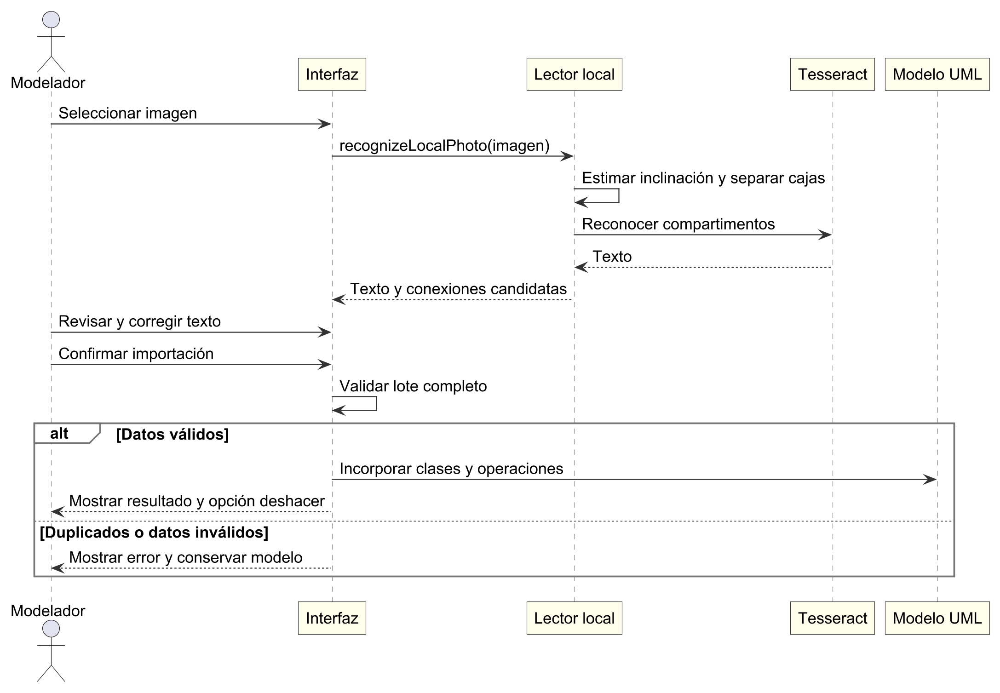 Modelador
Interfaz
Lector local
Tesseract
Modelo UML
Seleccionar imagen
recognizeLocalPhoto(imagen)
Estimar inclinación y separar cajas
Reconocer compartimentos
Texto
Texto y conexiones candidatas
Revisar y corregir texto
Confirmar importación
Validar lote completo
alt
[Datos válidos]
Incorporar clases y operaciones
Mostrar resultado y opción deshacer
[Duplicados o datos inválidos]
Mostrar error y conservar modelo
Modelador
Interfaz
Lector local
Tesseract
Modelo UML